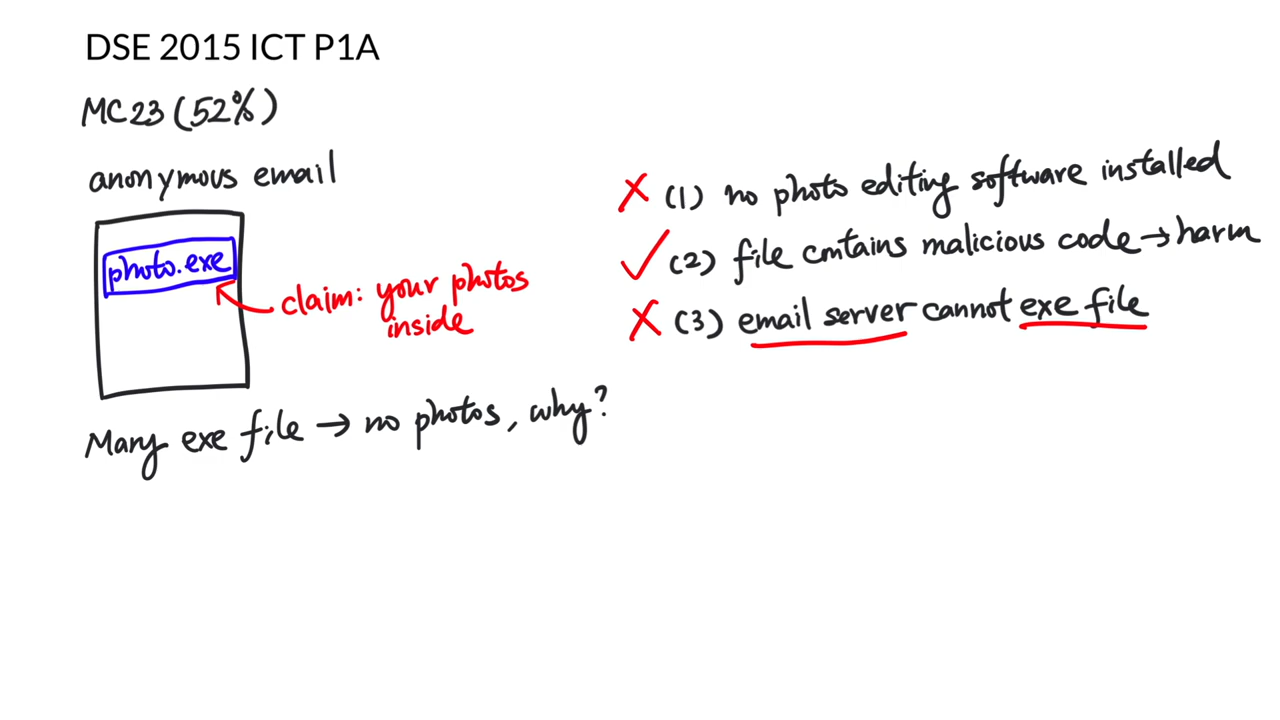 DSE 2015 ICT P1A
MC23 (52%)
anonymous email
photo.exe
claim: your photos
inside
Mary exe file → no photos, why?
(1) no photo editing software installed
(2) file contains malicious code → harm
(3) email server cannot exe file